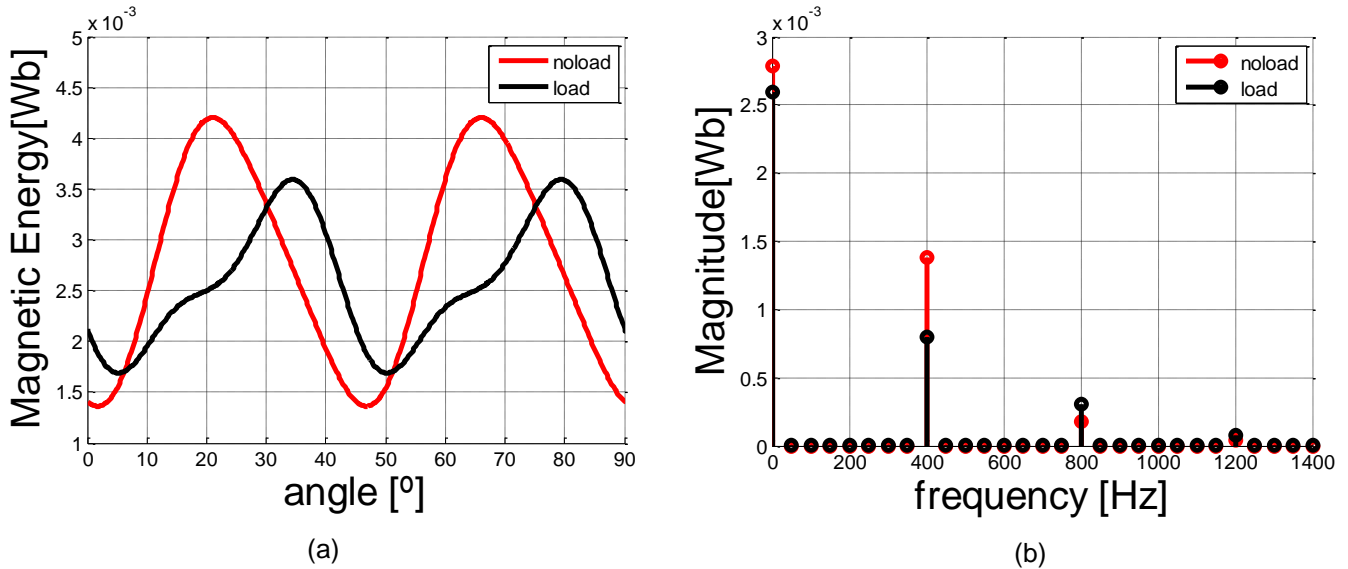 x 10⁻³
5
4.5
4
3.5
3
2.5
2
1.5
1
Magnetic Energy[Wb]
noload
load
0 10 20 30 40 50 60 70 80 90
angle [º]
(a)
x 10⁻³
3
2.5
2
1.5
1
0.5
0
Magnitude[Wb]
noload
load
0 200 400 600 800 1000 1200 1400
frequency [Hz]
(b)